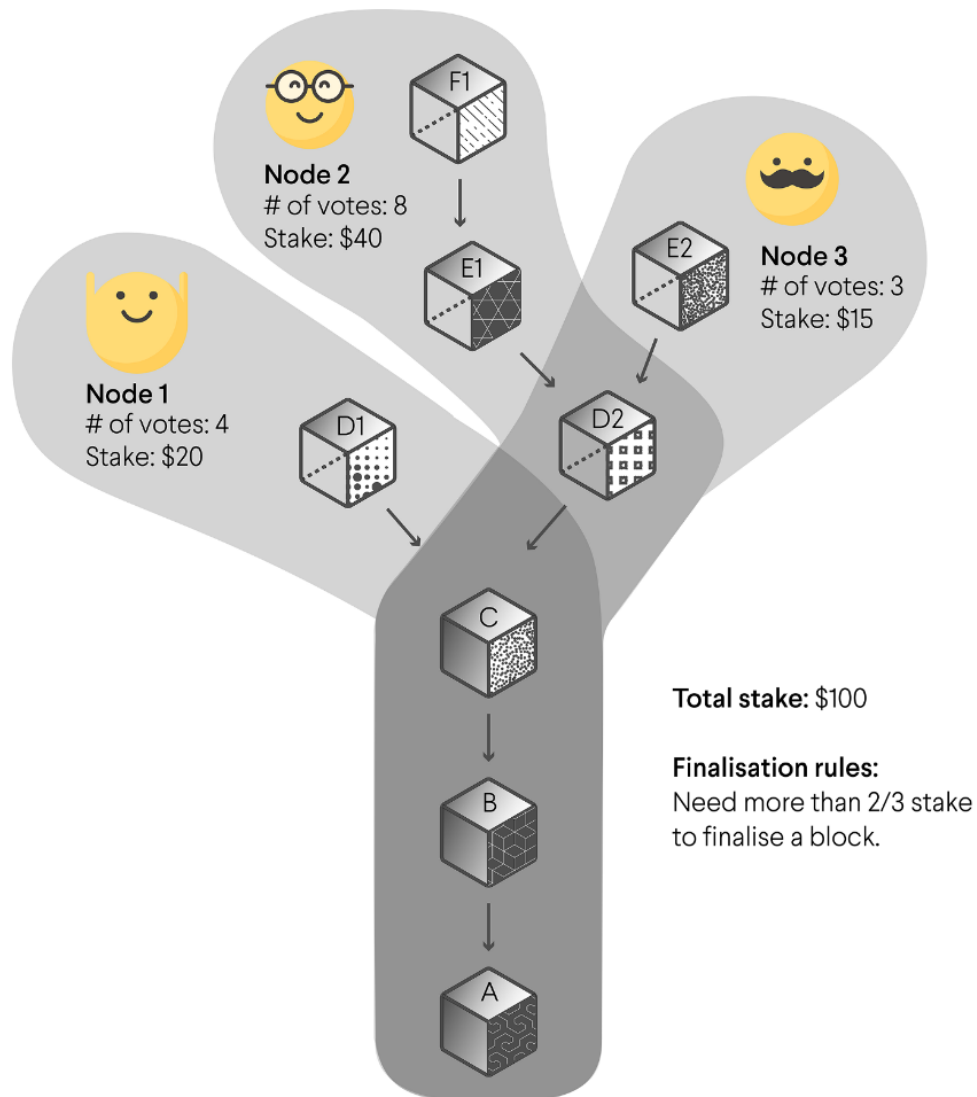 F1
Node 2
# of votes: 8
Stake: $40
E1
E2
Node 3
# of votes: 3
Stake: $15
Node 1
# of votes: 4
Stake: $20
D1
D2
C
Total stake: $100
Finalisation rules:
Need more than 2/3 stake
to finalise a block.
B
A